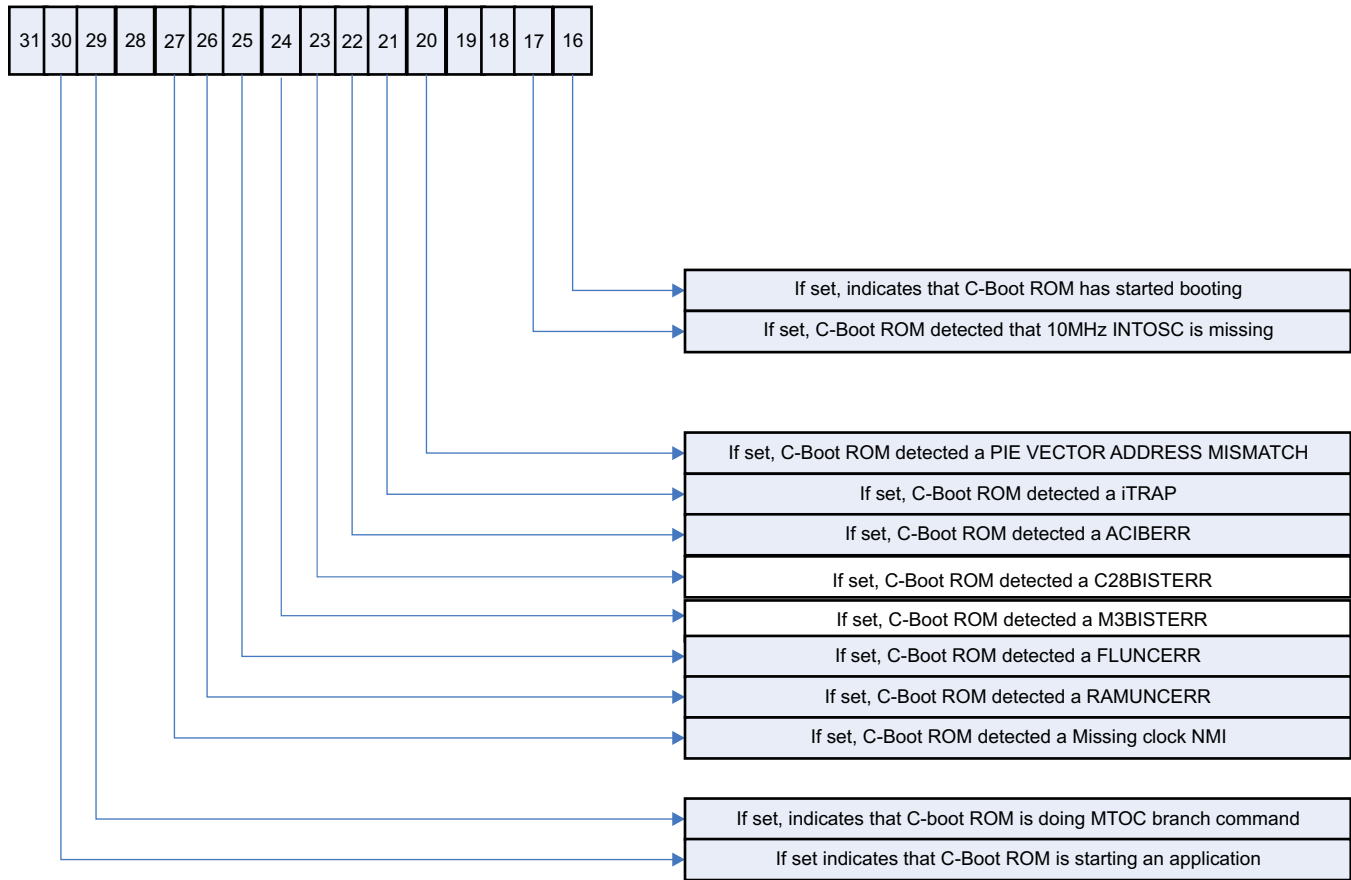 31 30 29 28 27 26 25 24 23 22 21 20 19 18 17 16
If set, indicates that C-Boot ROM has started booting
If set, C-Boot ROM detected that 10MHz INTOSC is missing
If set, C-Boot ROM detected a PIE VECTOR ADDRESS MISMATCH
If set, C-Boot ROM detected a iTRAP
If set, C-Boot ROM detected a ACIBERR
If set, C-Boot ROM detected a C28BISTERR
If set, C-Boot ROM detected a M3BISTERR
If set, C-Boot ROM detected a FLUNCERR
If set, C-Boot ROM detected a RAMUNCERR
If set, C-Boot ROM detected a Missing clock NMI
If set, indicates that C-boot ROM is doing MTOC branch command
If set indicates that C-Boot ROM is starting an application